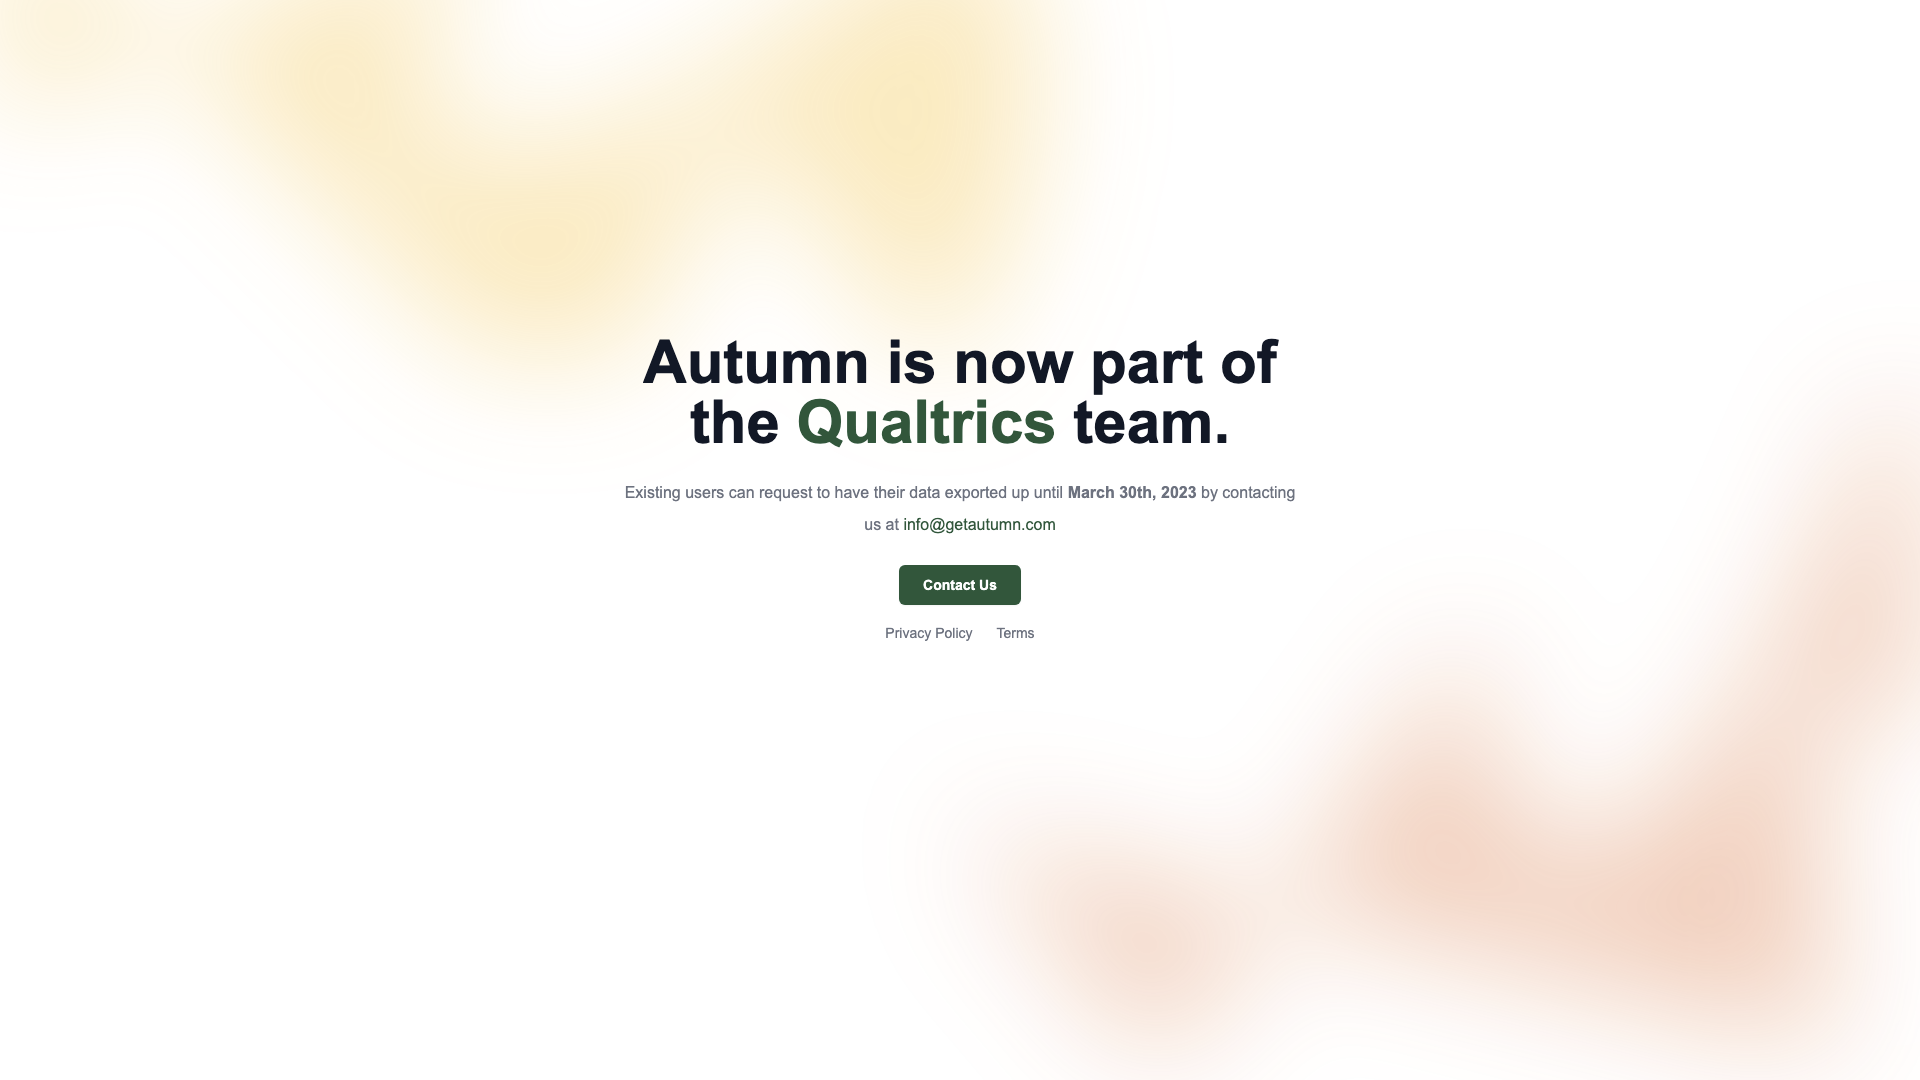 Autumn is now part of
the Qualtrics team.
Existing users can request to have their data exported up until March 30th, 2023 by contacting
us at info@getautumn.com
Contact Us
Privacy Policy Terms